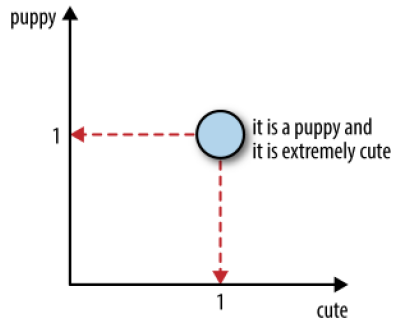 puppy
1
it is a puppy and
it is extremely cute
1
cute